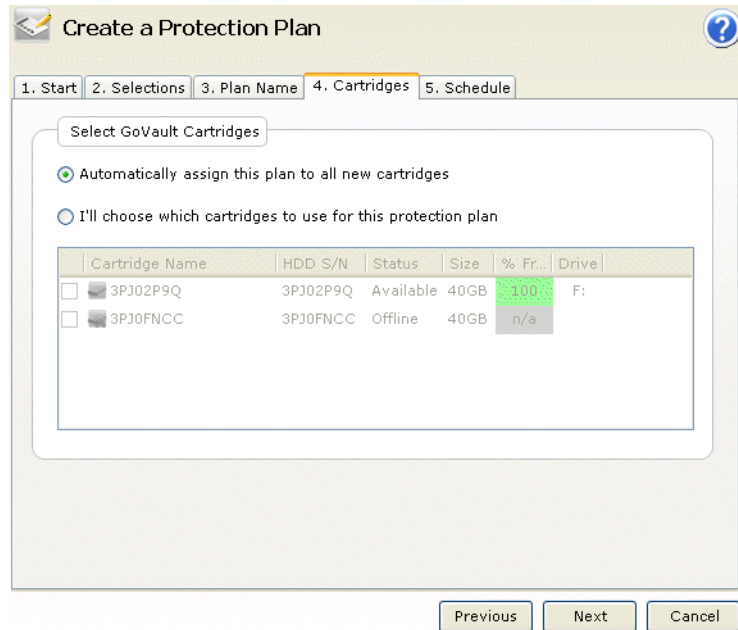 Create a Protection Plan
?
1. Start 2. Selections 3. Plan Name 4. Cartridges 5. Schedule
Select GoVault Cartridges
Automatically assign this plan to all new cartridges
I'll choose which cartridges to use for this protection plan
Cartridge Name HDD S/N Status Size % Fr... Drive
3PJ02P9Q 3PJ02P9Q Available 40GB 100 F:
3PJ0FNCC 3PJ0FNCC Offline 40GB n/a
Previous Next Cancel